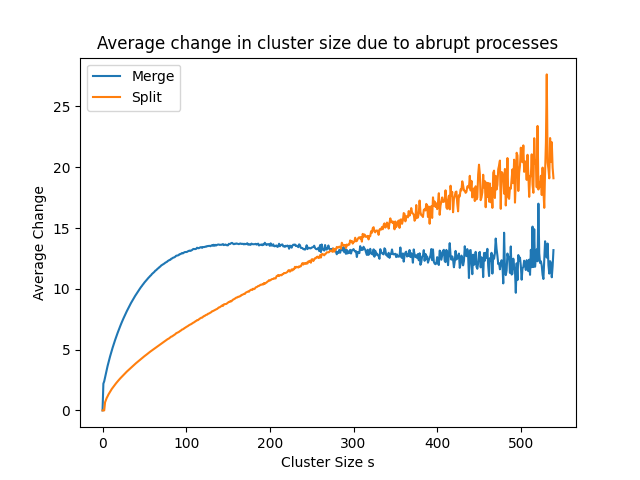 Average change in cluster size due to abrupt processes
Merge
Split
Average Change
25
20
15
10
5
0
0 100 200 300 400 500
Cluster Size s